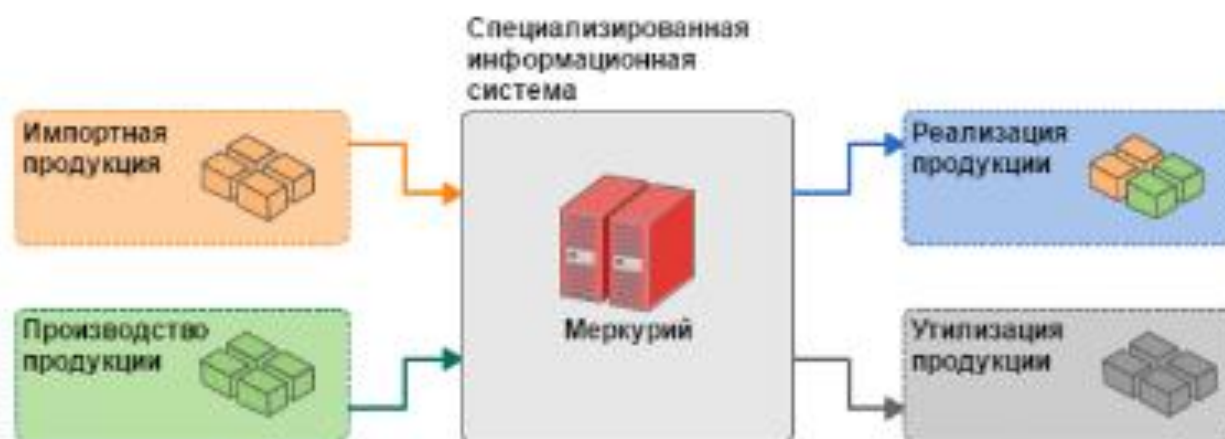 Специализированная
информационная
система
Импортная
продукция
Реализация
продукции
Производство
продукции
Меркурий
Утилизация
продукции